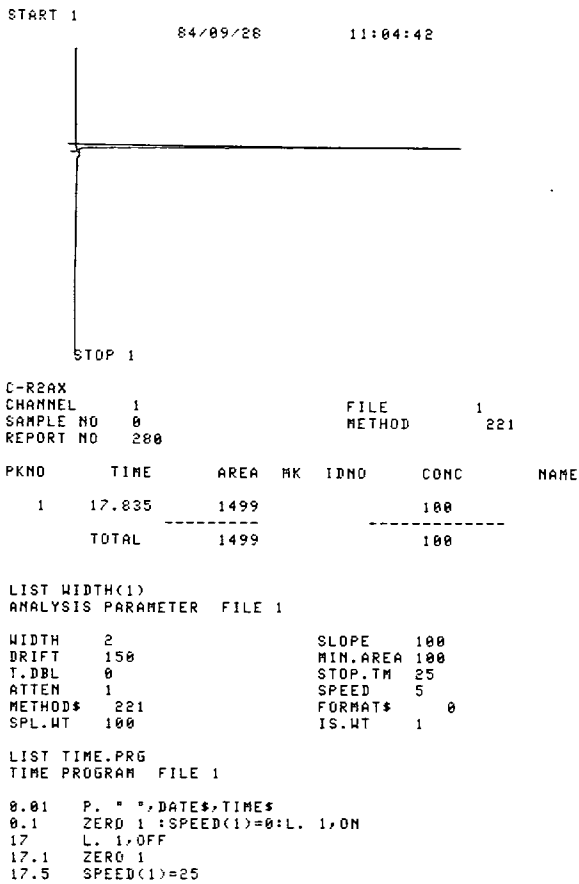 START 1
84/09/28 11:04:42
STOP 1
C-R2AX
CHANNEL 1 FILE 1
SAMPLE NO 0 METHOD 221
REPORT NO 280
PKNO TIME AREA MK IDNO CONC NAME
1 17.835 1499 100
TOTAL 1499 100
LIST WIDTH(1)
ANALYSIS PARAMETER FILE 1
WIDTH 2 SLOPE 100
DRIFT 150 MIN.AREA 100
T.DBL 0 STOP.TM 25
ATTEN 1 SPEED 5
METHOD$ 221 FORMAT$ 0
SPL.WT 100 IS.WT 1
LIST TIME.PRG
TIME PROGRAM FILE 1
0.01 P. " ",DATE$,TIME$
0.1 ZERO 1 :SPEED(1)=0:L. 1,ON
17 L. 1,OFF
17.1 ZERO 1
17.5 SPEED(1)=25